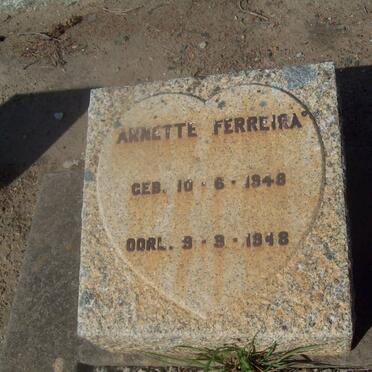 ANNETTE FERREIRA
GEB. 10 - 6 - 1948
OORL. 9 - 9 - 1948